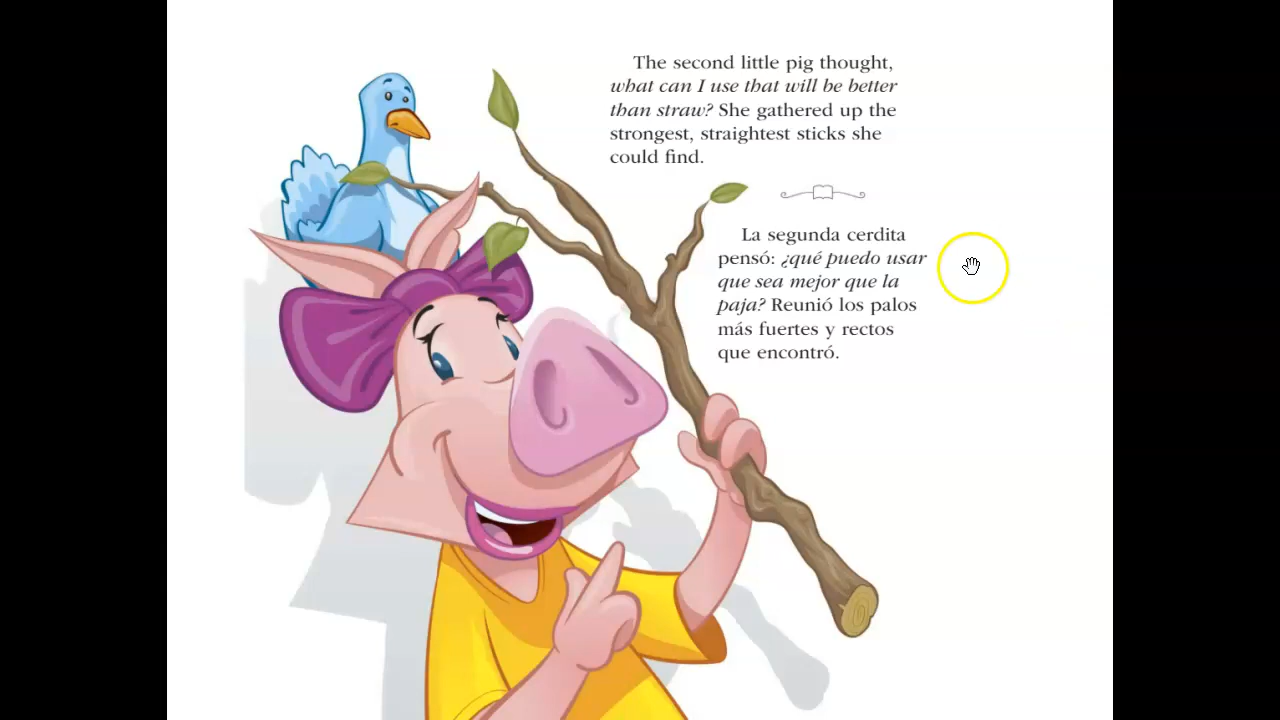 The second little pig thought,
what can I use that will be better
than straw? She gathered up the
strongest, straightest sticks she
could find.
La segunda cerdita
pensó: ¿qué puedo usar
que sea mejor que la
paja? Reunió los palos
más fuertes y rectos
que encontró.